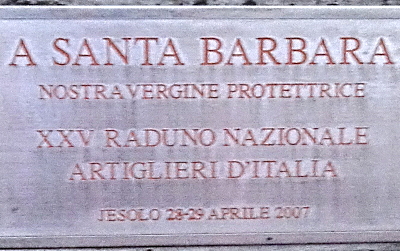 A SANTA BARBARA
NOSTRA VERGINE PROTETTRICE
XXV RADUNO NAZIONALE
ARTIGLIERI D'ITALIA
JESOLO 28-29 APRILE 2007